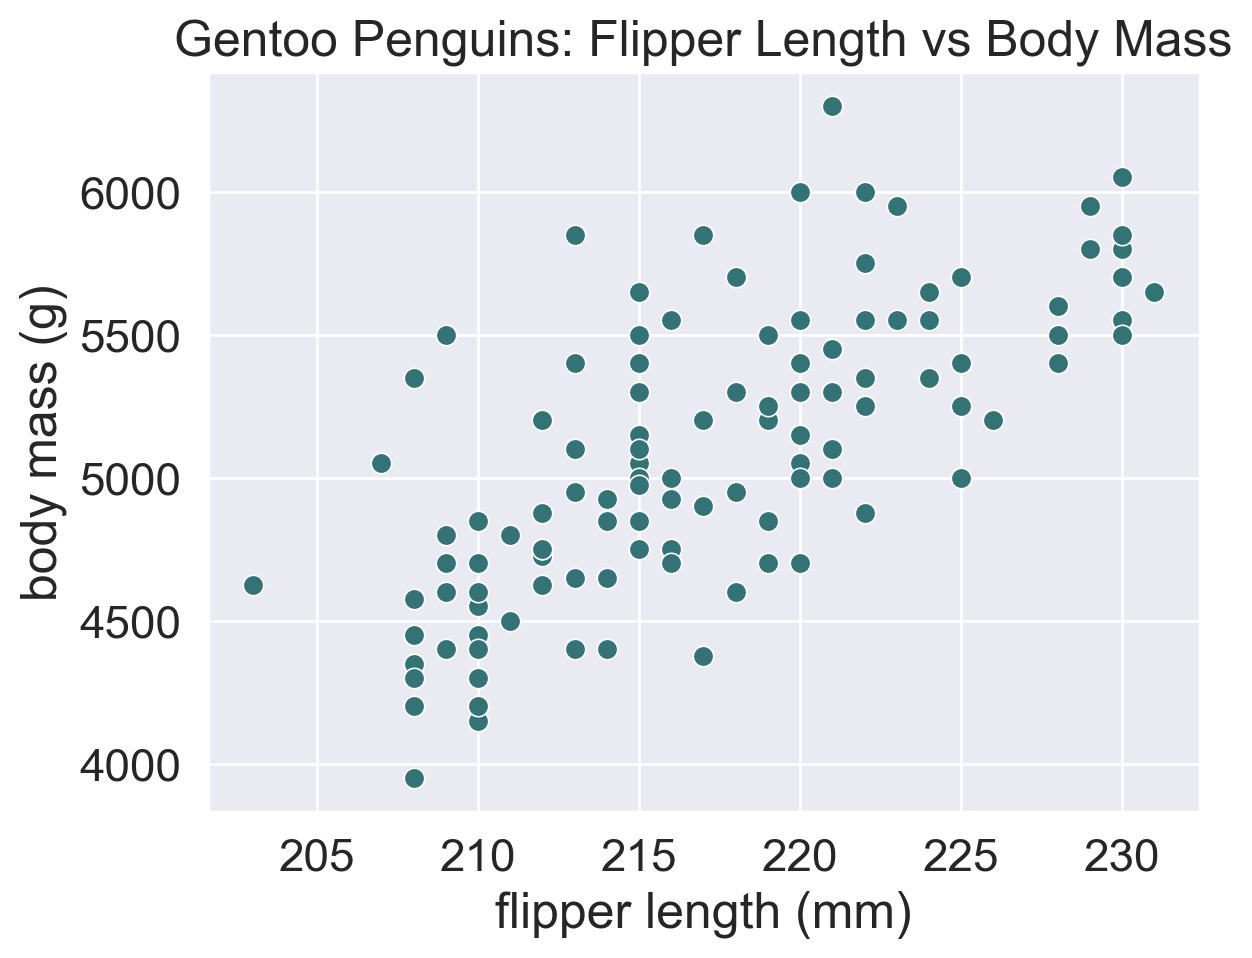 Gentoo Penguins: Flipper Length vs Body Mass
body mass (g)
6000
5500
5000
4500
4000
205 210 215 220 225 230
flipper length (mm)